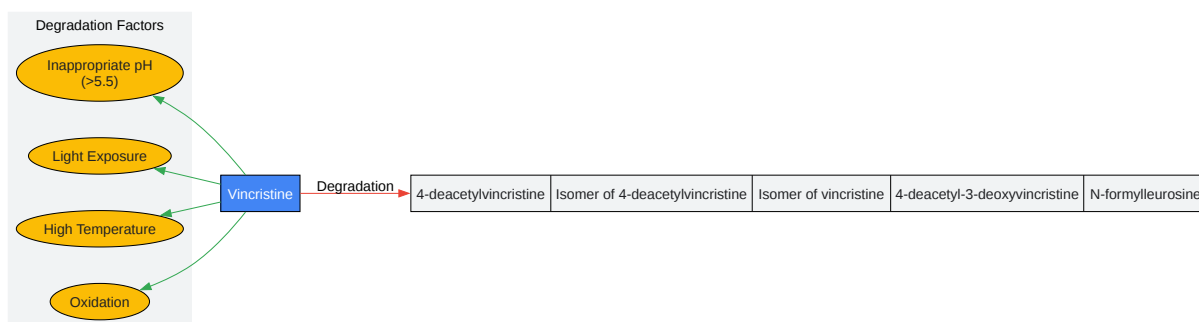 Degradation Factors
Inappropriate pH
(>5.5)
Light Exposure
High Temperature
Oxidation
Vincristine
Degradation
4-deacetylvincristine
Isomer of 4-deacetylvincristine
Isomer of vincristine
4-deacetyl-3-deoxyvincristine
N-formylleurosine